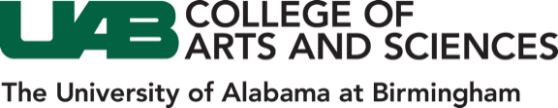 UAB COLLEGE OF
ARTS AND SCIENCES
The University of Alabama at Birmingham